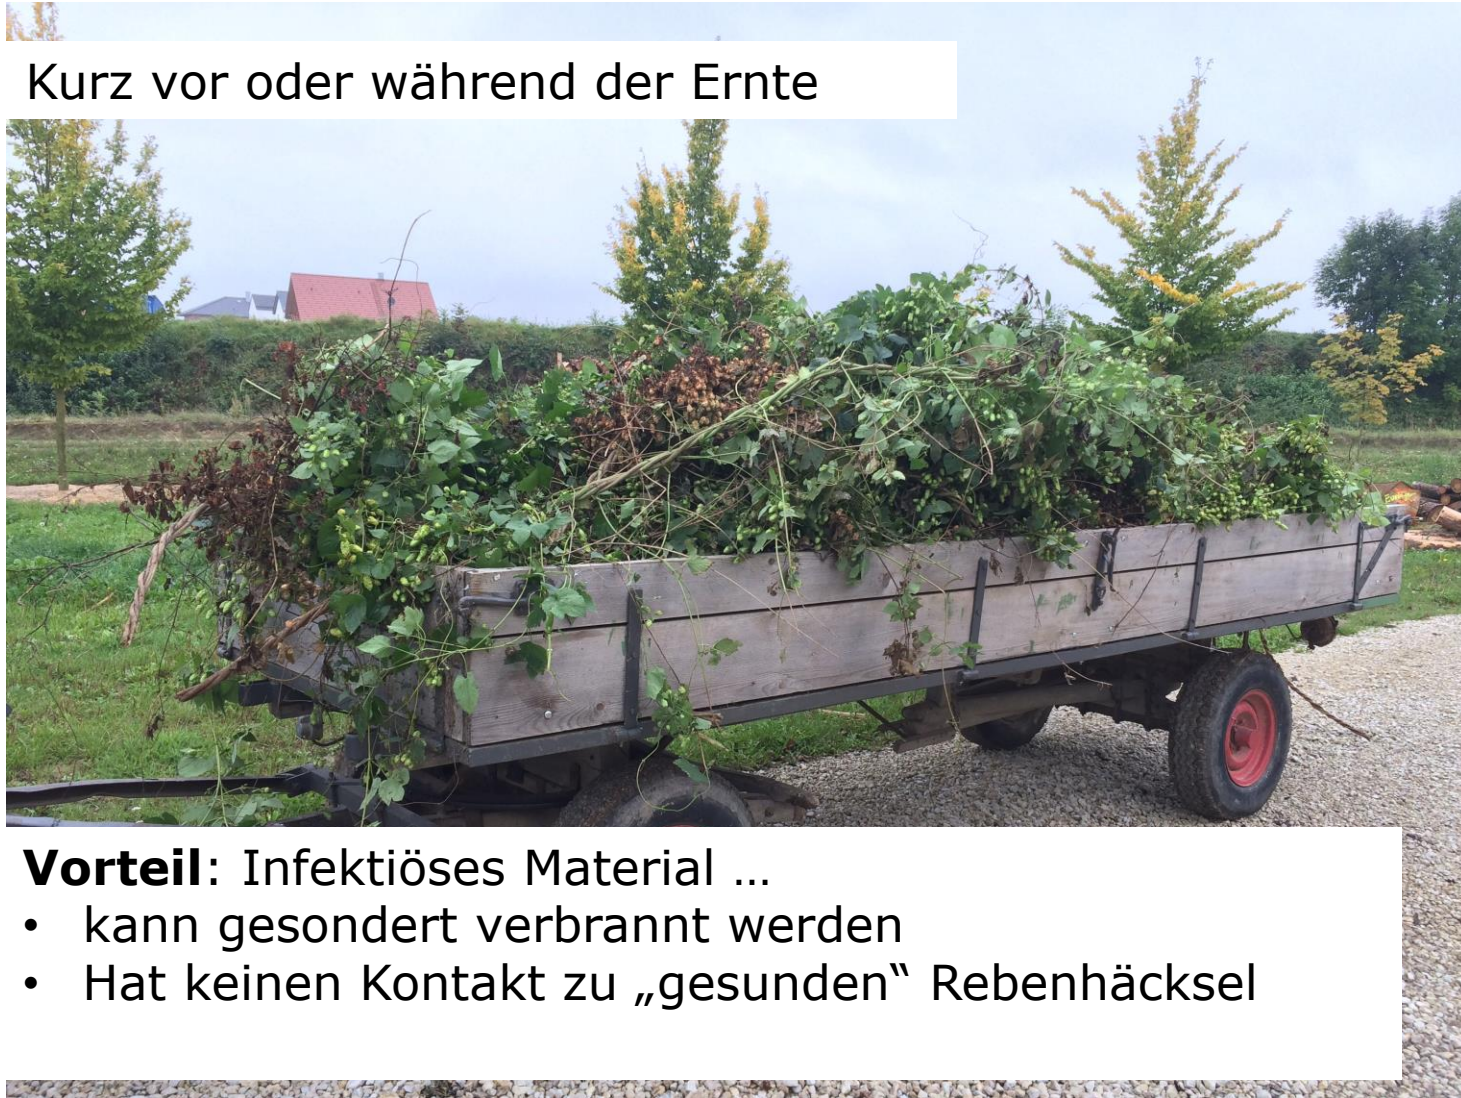 Kurz vor oder während der Ernte
Vorteil: Infektiöses Material …
• kann gesondert verbrannt werden
• Hat keinen Kontakt zu „gesunden“ Rebenhäcksel